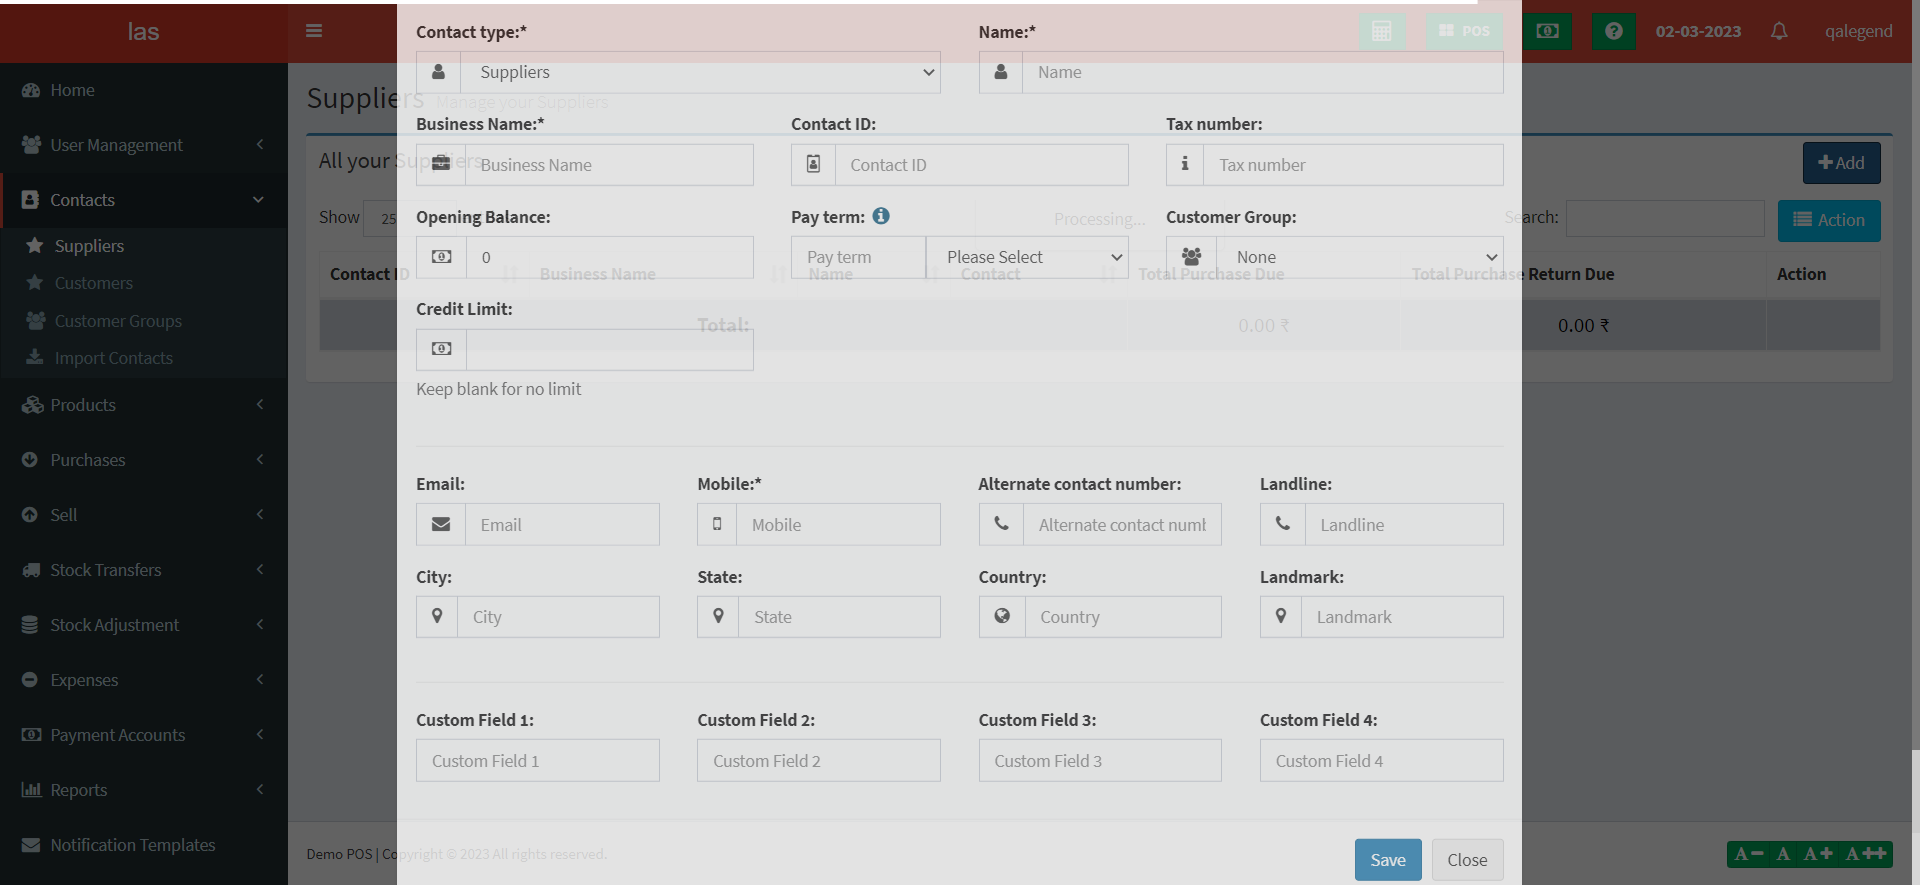 las
POS
02-03-2023
qalegend
Home
User Management
Contacts
Suppliers
Customers
Customer Groups
Import Contacts
Products
Purchases
Sell
Stock Transfers
Stock Adjustment
Expenses
Payment Accounts
Reports
Notification Templates
Suppliers Manage your Suppliers
All your Suppliers
Add
Show 25
Processing...
Search:
Action
Contact ID Business Name Name Contact Total Purchase Due Total Purchase Return Due Action
Total: 0.00 ₹ 0.00 ₹
Contact type:* Name:*
Suppliers Name
Business Name:* Contact ID: Tax number:
Business Name Contact ID Tax number
Opening Balance: Pay term: Customer Group:
0 Pay term Please Select None
Credit Limit:
Keep blank for no limit
Email: Mobile:* Alternate contact number: Landline:
Email Mobile Alternate contact numb Landline
City: State: Country: Landmark:
City State Country Landmark
Custom Field 1: Custom Field 2: Custom Field 3: Custom Field 4:
Custom Field 1 Custom Field 2 Custom Field 3 Custom Field 4
Save Close
Demo POS | Copyright © 2023 All rights reserved.
A- A A+ A++